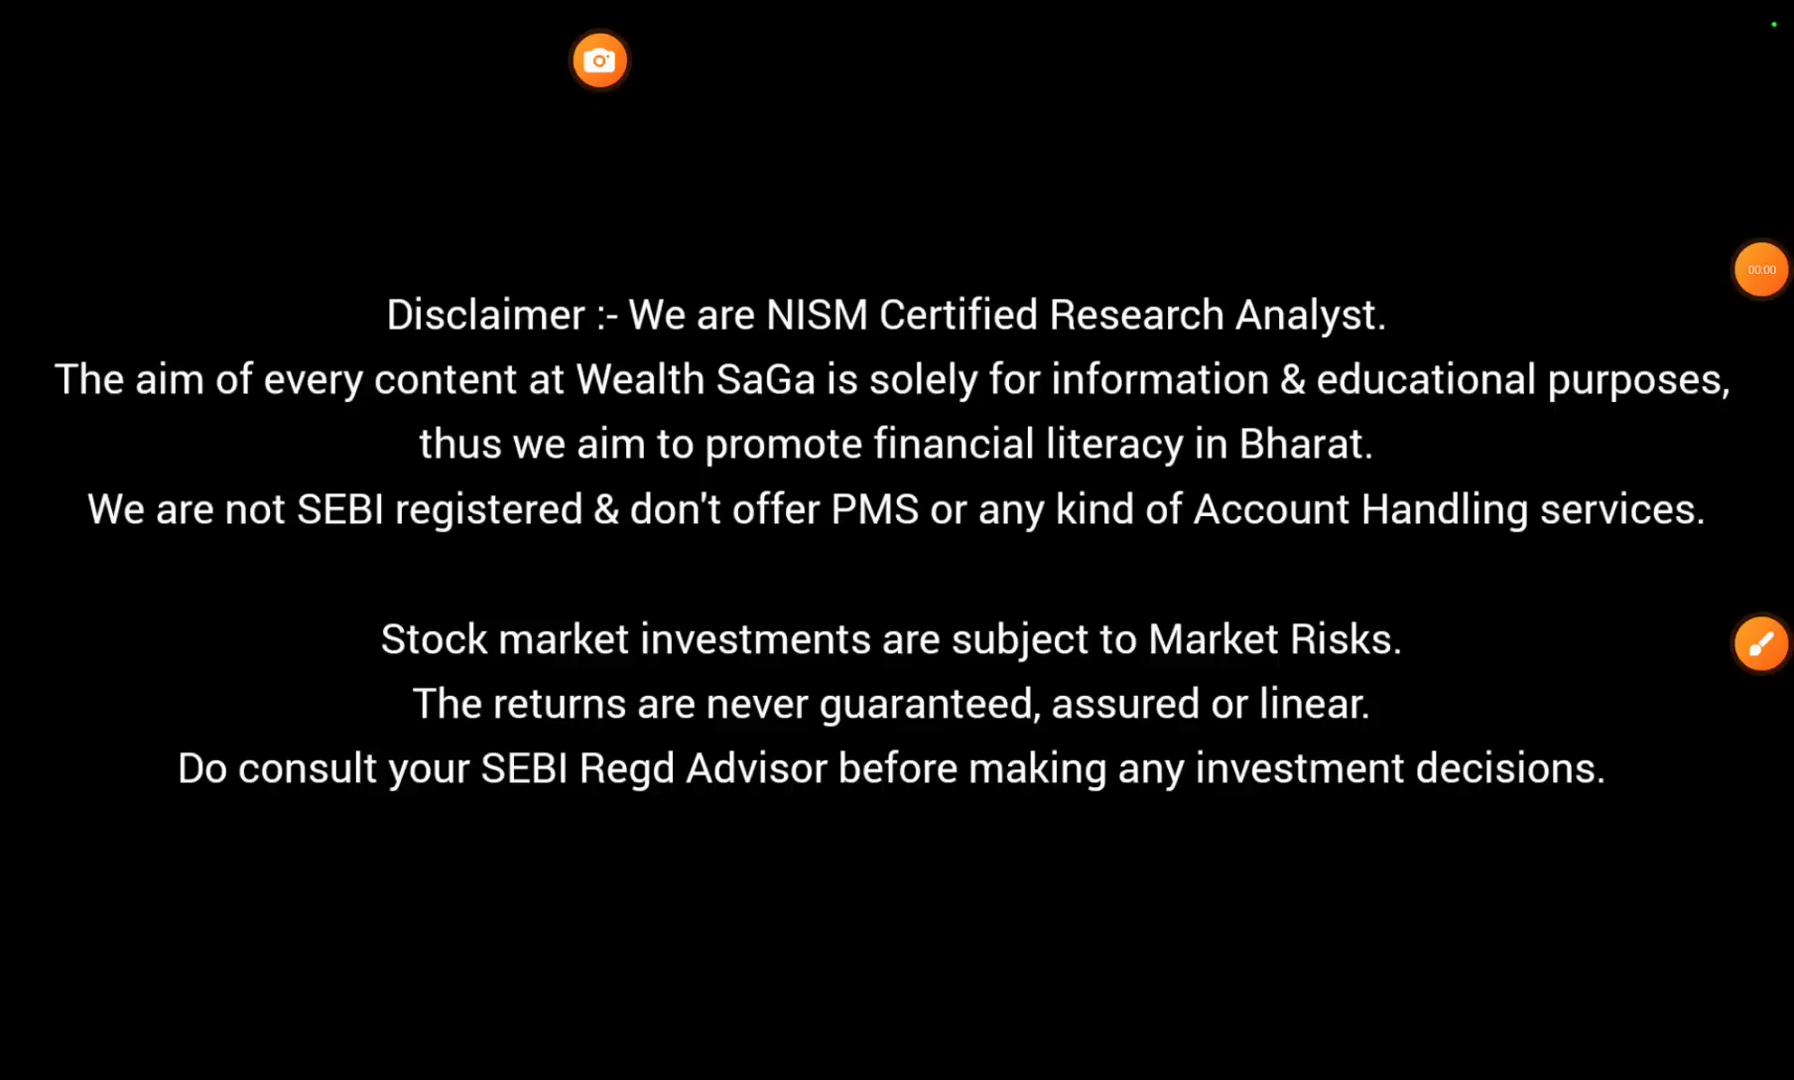 00:00
Disclaimer :- We are NISM Certified Research Analyst.
The aim of every content at Wealth SaGa is solely for information & educational purposes,
thus we aim to promote financial literacy in Bharat.
We are not SEBI registered & don't offer PMS or any kind of Account Handling services.
Stock market investments are subject to Market Risks.
The returns are never guaranteed, assured or linear.
Do consult your SEBI Regd Advisor before making any investment decisions.